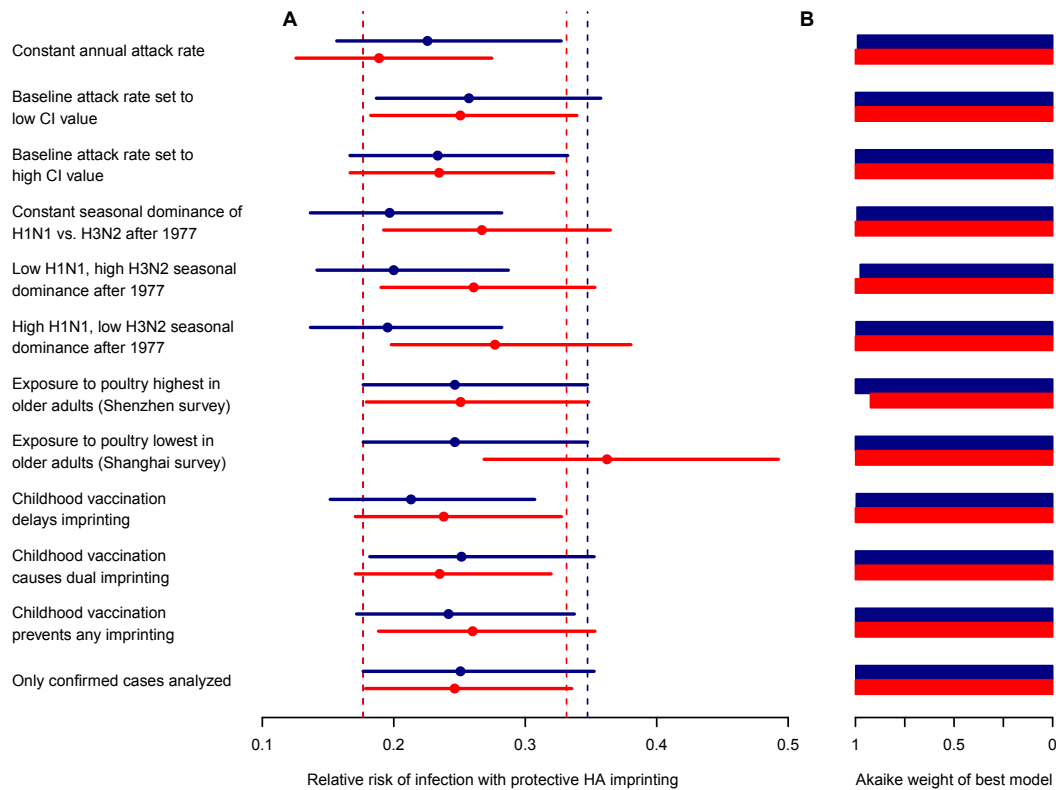 A
B
Constant annual attack rate
Baseline attack rate set to
low CI value
Baseline attack rate set to
high CI value
Constant seasonal dominance of
H1N1 vs. H3N2 after 1977
Low H1N1, high H3N2 seasonal
dominance after 1977
High H1N1, low H3N2 seasonal
dominance after 1977
Exposure to poultry highest in
older adults (Shenzhen survey)
Exposure to poultry lowest in
older adults (Shanghai survey)
Childhood vaccination
delays imprinting
Childhood vaccination
causes dual imprinting
Childhood vaccination
prevents any imprinting
Only confirmed cases analyzed
0.1 0.2 0.3 0.4 0.5
Relative risk of infection with protective HA imprinting
1 0.5 0
Akaike weight of best model